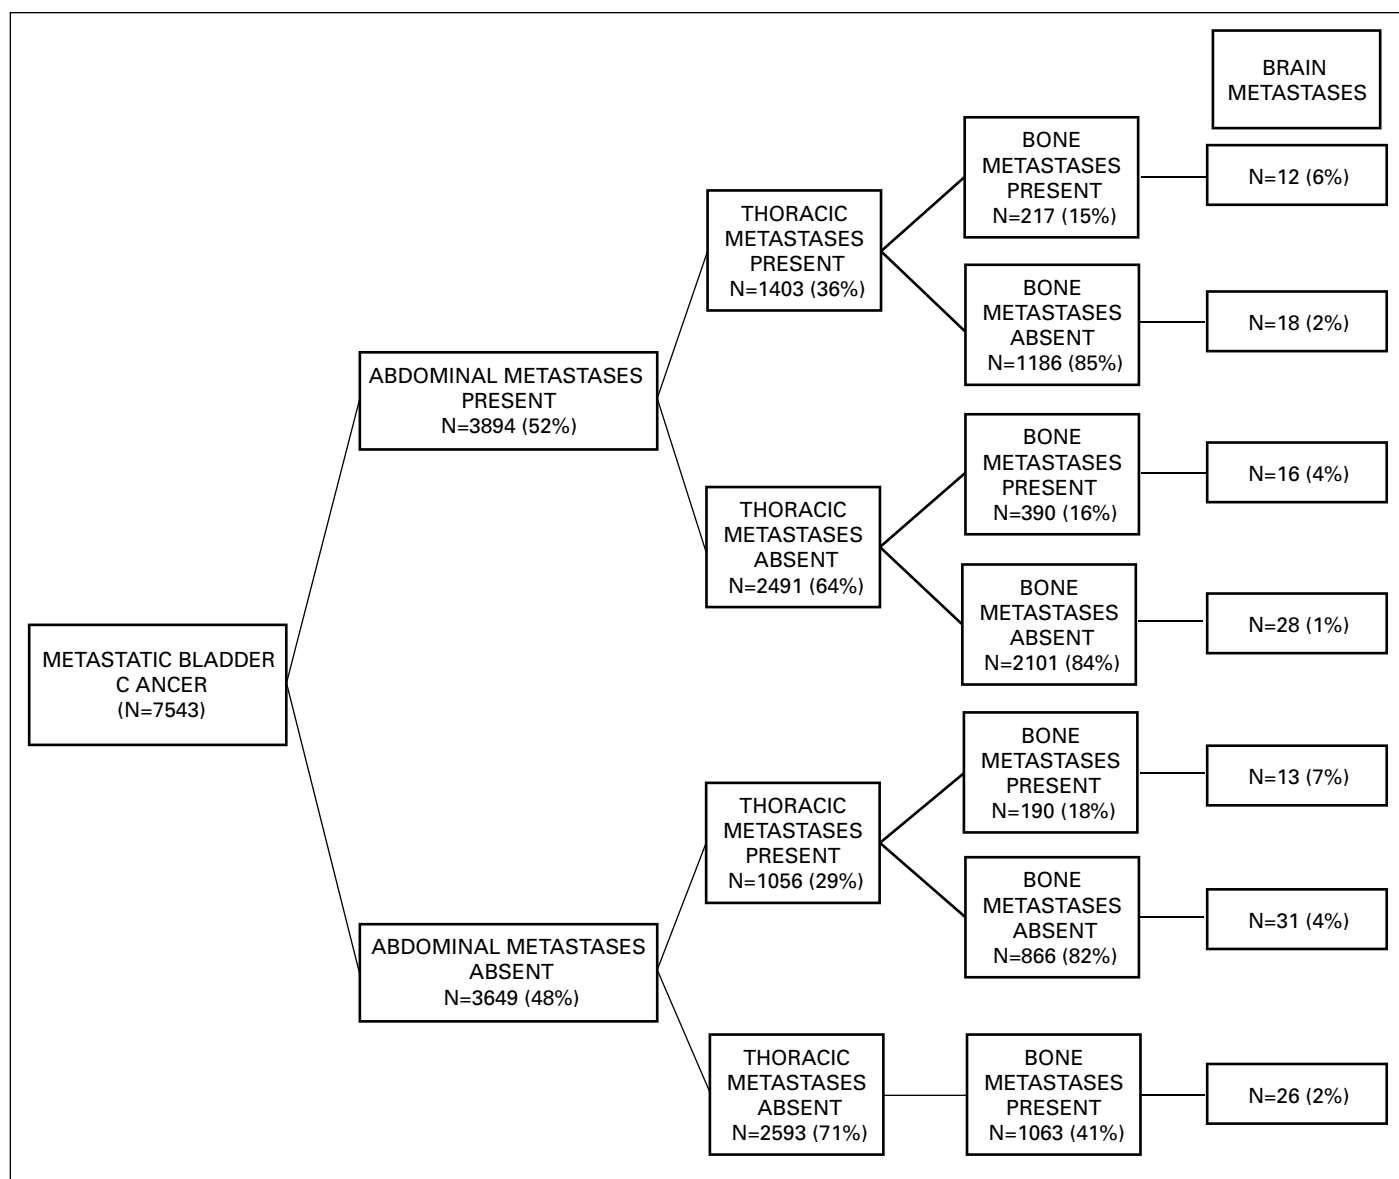 BRAIN
METASTASES
BONE
METASTASES
PRESENT
N=217 (15%)
N=12 (6%)
THORACIC
METASTASES
PRESENT
N=1403 (36%)
BONE
METASTASES
ABSENT
N=1186 (85%)
N=18 (2%)
ABDOMINAL METASTASES
PRESENT
N=3894 (52%)
BONE
METASTASES
PRESENT
N=390 (16%)
N=16 (4%)
THORACIC
METASTASES
ABSENT
N=2491 (64%)
BONE
METASTASES
ABSENT
N=2101 (84%)
N=28 (1%)
METASTATIC BLADDER
C ANCER
(N=7543)
BONE
METASTASES
PRESENT
N=190 (18%)
N=13 (7%)
THORACIC
METASTASES
PRESENT
N=1056 (29%)
BONE
METASTASES
ABSENT
N=866 (82%)
N=31 (4%)
ABDOMINAL METASTASES
ABSENT
N=3649 (48%)
THORACIC
METASTASES
ABSENT
N=2593 (71%)
BONE
METASTASES
PRESENT
N=1063 (41%)
N=26 (2%)